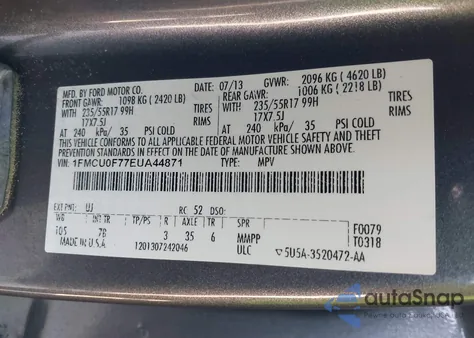 MFD. BY FORD MOTOR CO.
DATE: 07/13 GVWR: 2096 KG (4620 LB)
FRONT GAWR: 1098 KG (2420 LB) REAR GAWR: 1006 KG (2218 LB)
WITH 235/55R17 99H TIRES WITH 235/55R17 99H TIRES
17X7.5J RIMS 17X7.5J RIMS
AT 240 kPa/ 35 PSI COLD AT 240 kPa/ 35 PSI COLD
THIS VEHICLE CONFORMS TO ALL APPLICABLE FEDERAL MOTOR VEHICLE SAFETY, BUMPER, AND THEFT PREVENTION STANDARDS IN EFFECT ON THE DATE OF MANUFACTURE SHOWN ABOVE.
VIN: 1FMCU0F77EUA44871 TYPE: MPV
EXT PNT: UJ RC: 52 DSO:
WB INT TR TP/PS R AXLE TR SPR F0079
105 7B 3 35 6 MMPP T0318
MADE IN U.S.A. 1201307242046 ULC 5U5A-3520472-AA
autoSnap